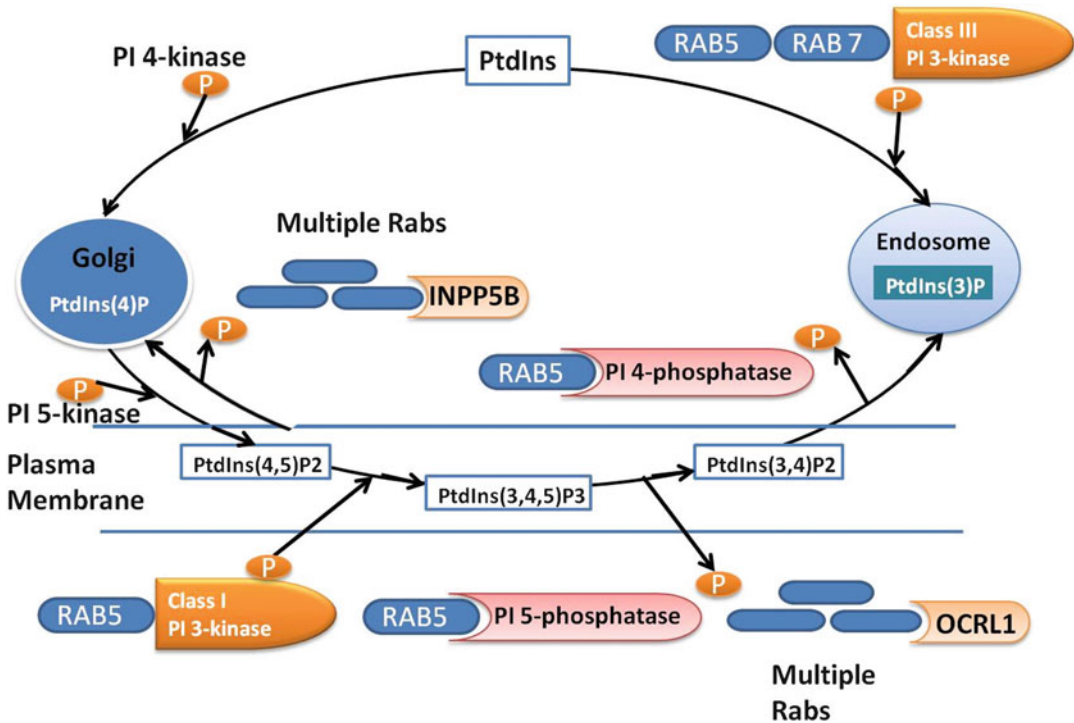 RAB5
RAB 7
Class III
PI 3-kinase
PI 4-kinase
P
PtdIns
P
Multiple Rabs
Golgi
PtdIns(4)P
INPP5B
Endosome
PtdIns(3)P
P
P
RAB5
PI 4-phosphatase
P
PI 5-kinase
Plasma
Membrane
PtdIns(4,5)P2
PtdIns(3,4,5)P3
PtdIns(3,4)P2
P
P
RAB5
Class I
PI 3-kinase
RAB5
PI 5-phosphatase
OCRL1
Multiple
Rabs